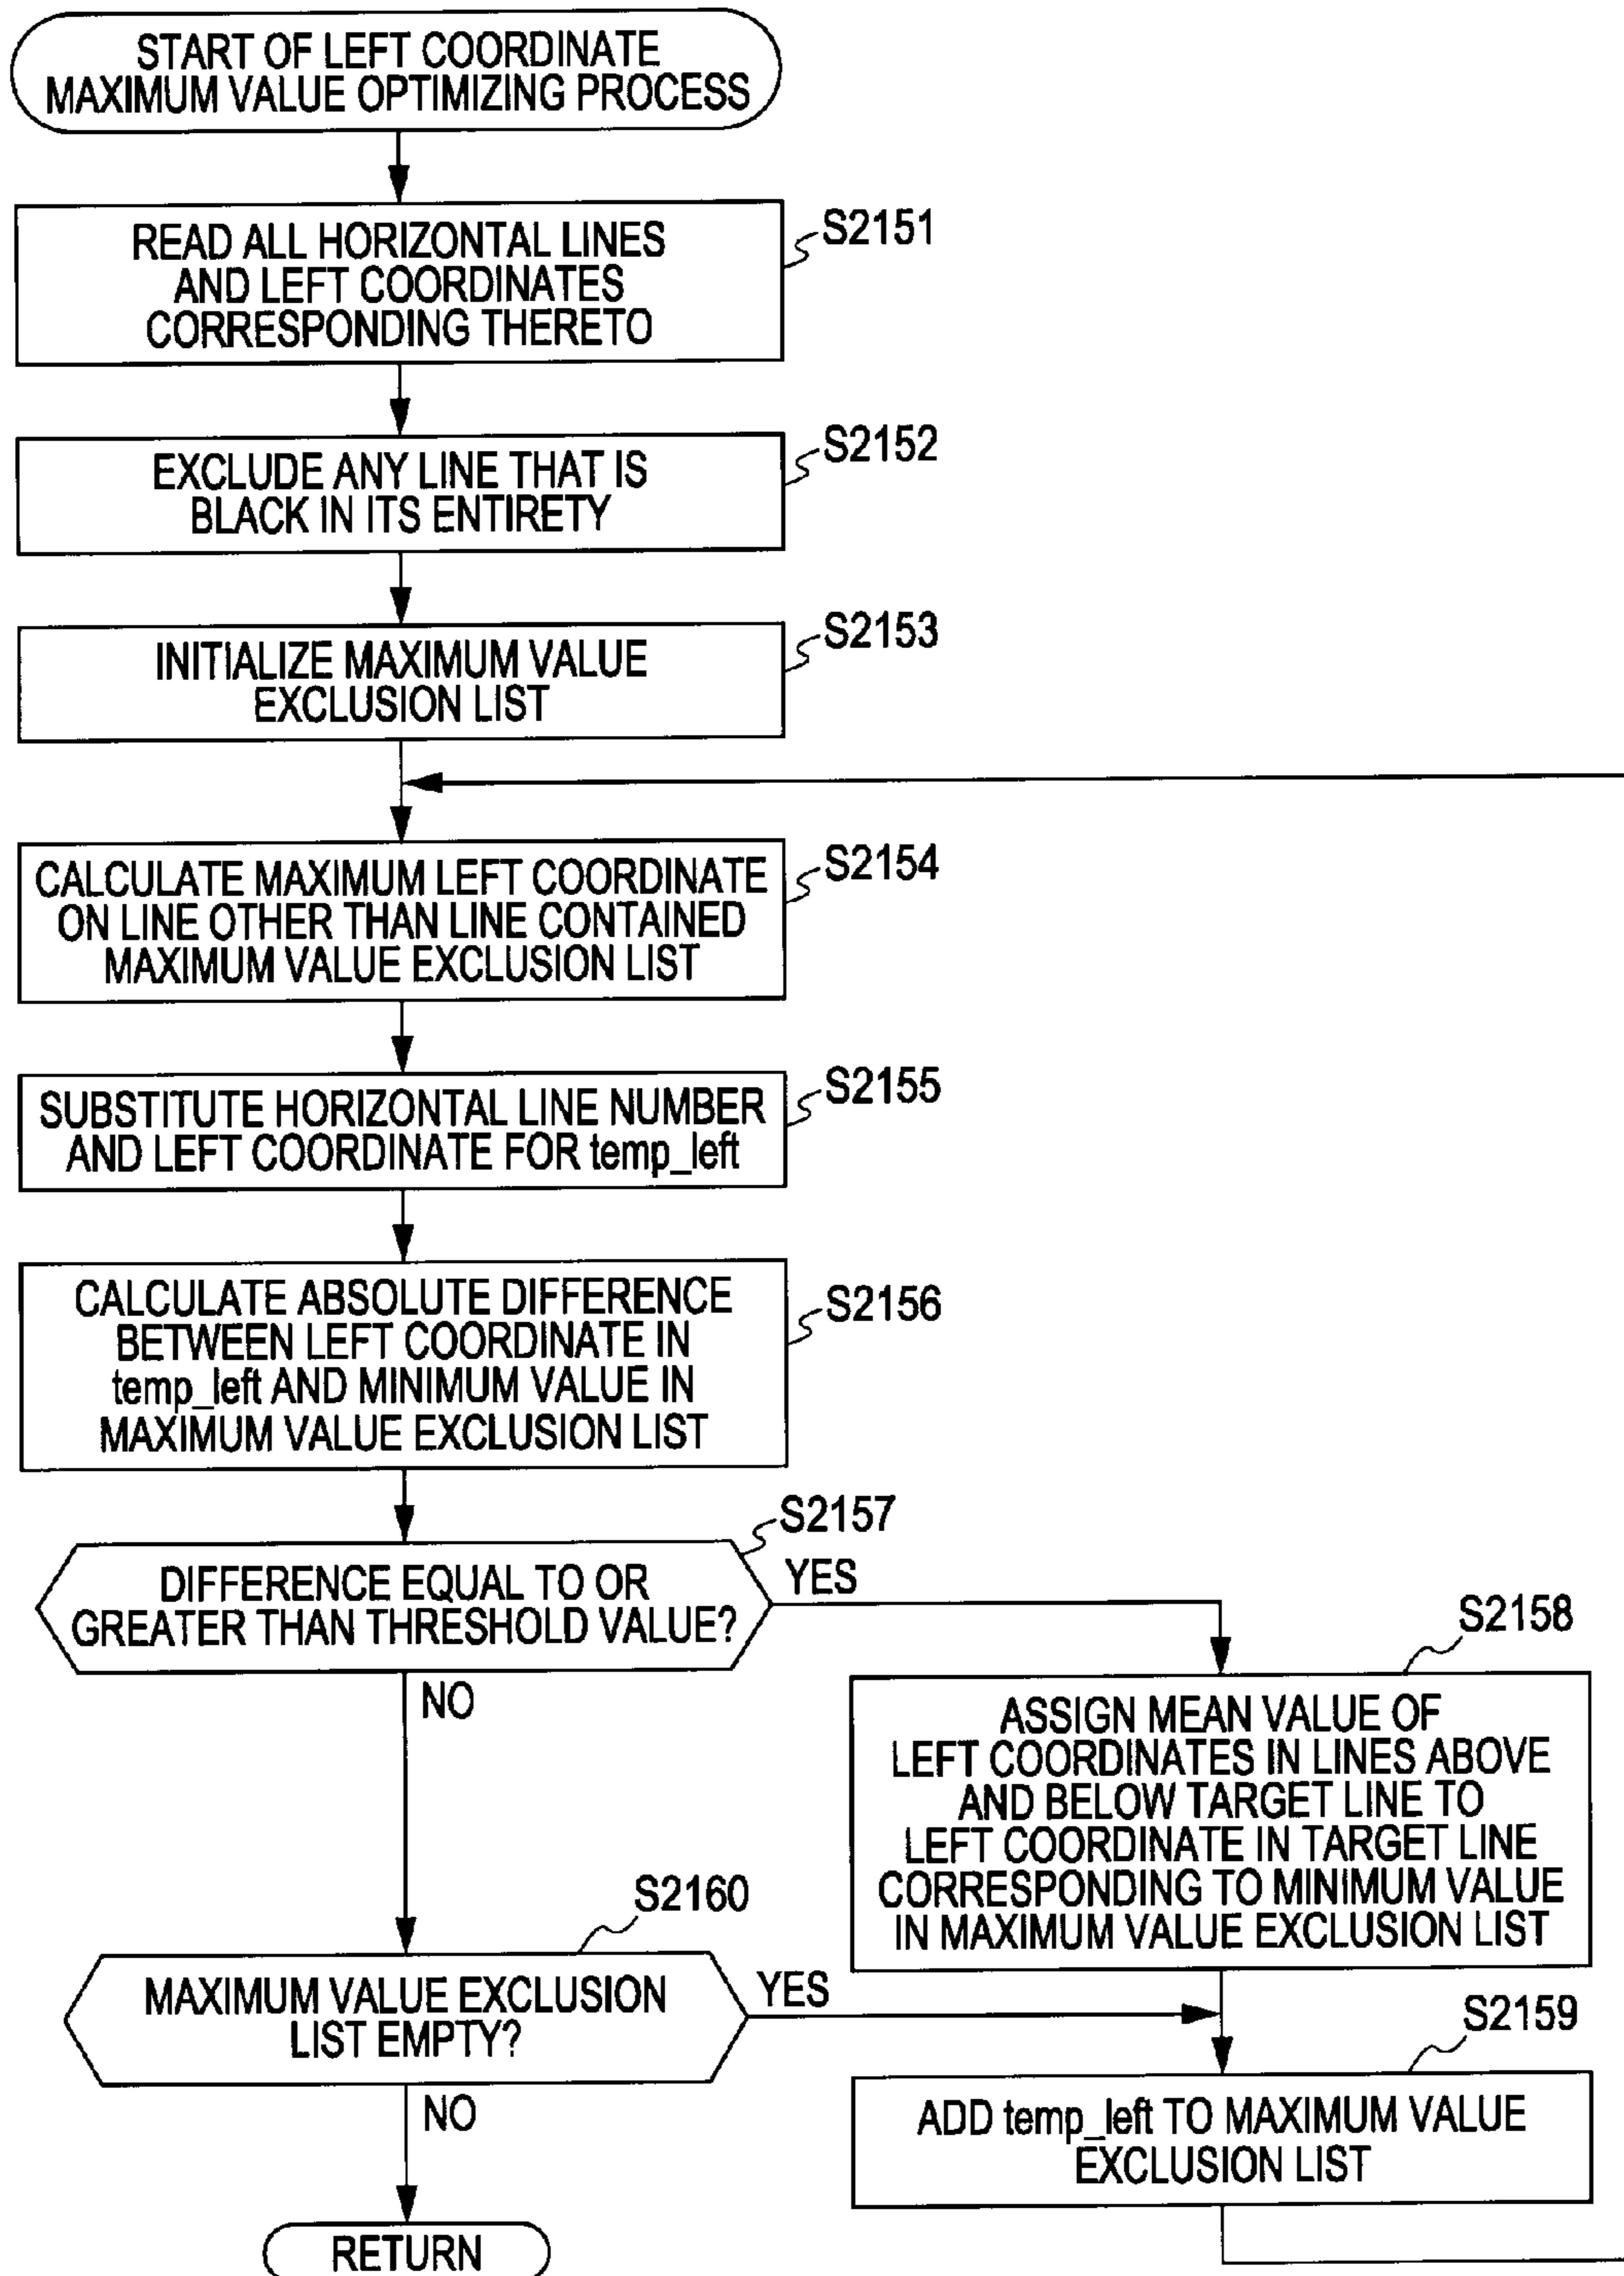 START OF LEFT COORDINATE
MAXIMUM VALUE OPTIMIZING PROCESS
READ ALL HORIZONTAL LINES
AND LEFT COORDINATES
CORRESPONDING THERETO
S2151
EXCLUDE ANY LINE THAT IS
BLACK IN ITS ENTIRETY
S2152
INITIALIZE MAXIMUM VALUE
EXCLUSION LIST
S2153
CALCULATE MAXIMUM LEFT COORDINATE
ON LINE OTHER THAN LINE CONTAINED
MAXIMUM VALUE EXCLUSION LIST
S2154
SUBSTITUTE HORIZONTAL LINE NUMBER
AND LEFT COORDINATE FOR temp_left
S2155
CALCULATE ABSOLUTE DIFFERENCE
BETWEEN LEFT COORDINATE IN
temp_left AND MINIMUM VALUE IN
MAXIMUM VALUE EXCLUSION LIST
S2156
S2157
DIFFERENCE EQUAL TO OR
GREATER THAN THRESHOLD VALUE?
YES
NO
S2158
ASSIGN MEAN VALUE OF
LEFT COORDINATES IN LINES ABOVE
AND BELOW TARGET LINE TO
LEFT COORDINATE IN TARGET LINE
CORRESPONDING TO MINIMUM VALUE
IN MAXIMUM VALUE EXCLUSION LIST
S2160
MAXIMUM VALUE EXCLUSION
LIST EMPTY?
YES
NO
S2159
ADD temp_left TO MAXIMUM VALUE
EXCLUSION LIST
RETURN